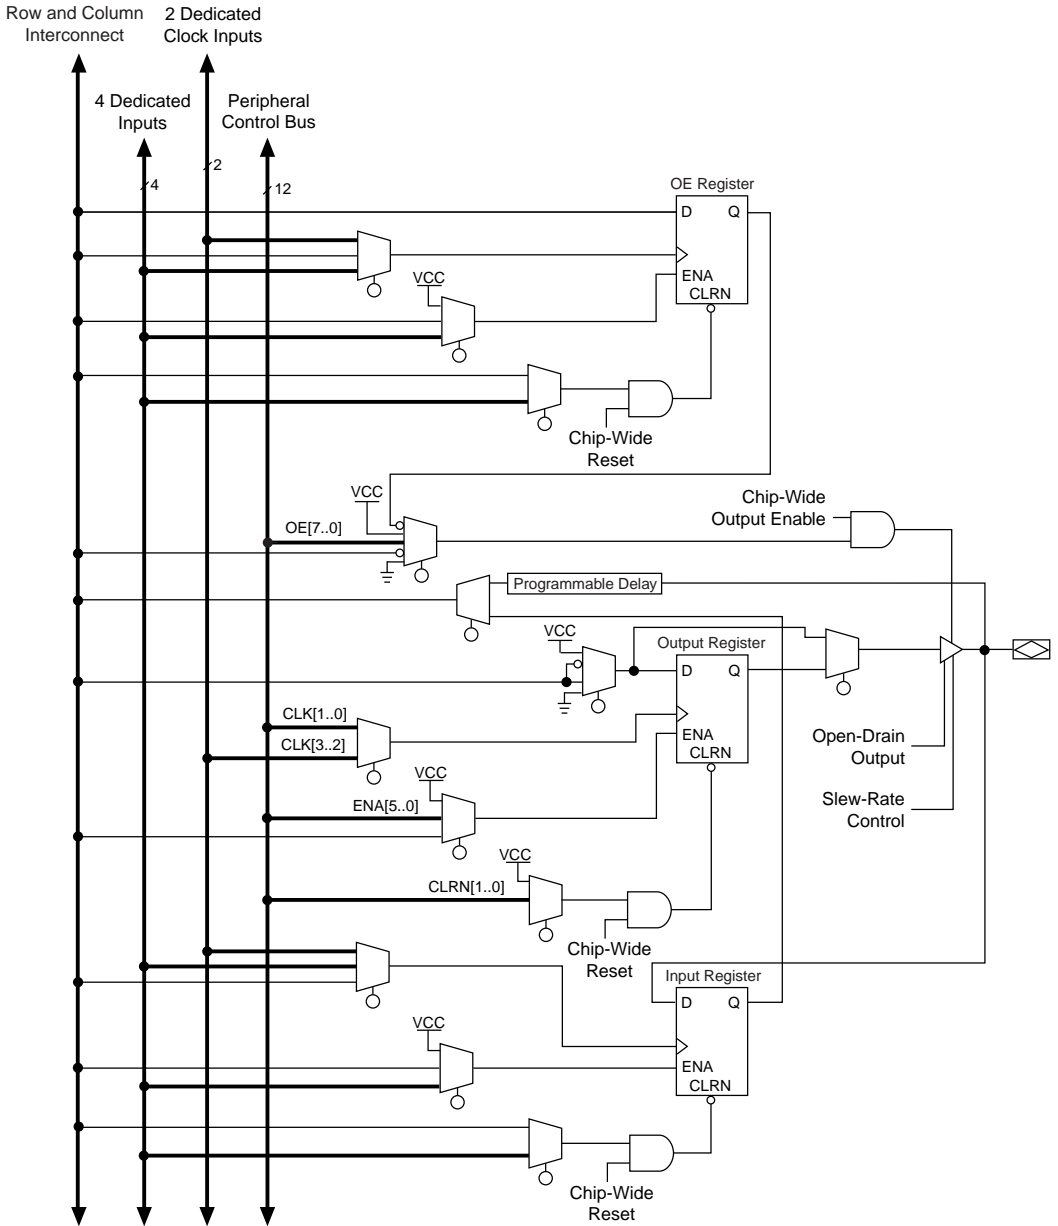 Row and Column
Interconnect
2 Dedicated
Clock Inputs
4 Dedicated
Inputs
Peripheral
Control Bus
2
4
12
OE Register
D Q
ENA
CLRN
VCC
Chip-Wide
Reset
VCC
OE[7..0]
Chip-Wide
Output Enable
Programmable Delay
VCC
Output Register
D Q
ENA
CLRN
CLK[1..0]
CLK[3..2]
VCC
ENA[5..0]
Open-Drain
Output
Slew-Rate
Control
VCC
CLRN[1..0]
Chip-Wide
Reset
Input Register
D Q
ENA
CLRN
VCC
Chip-Wide
Reset